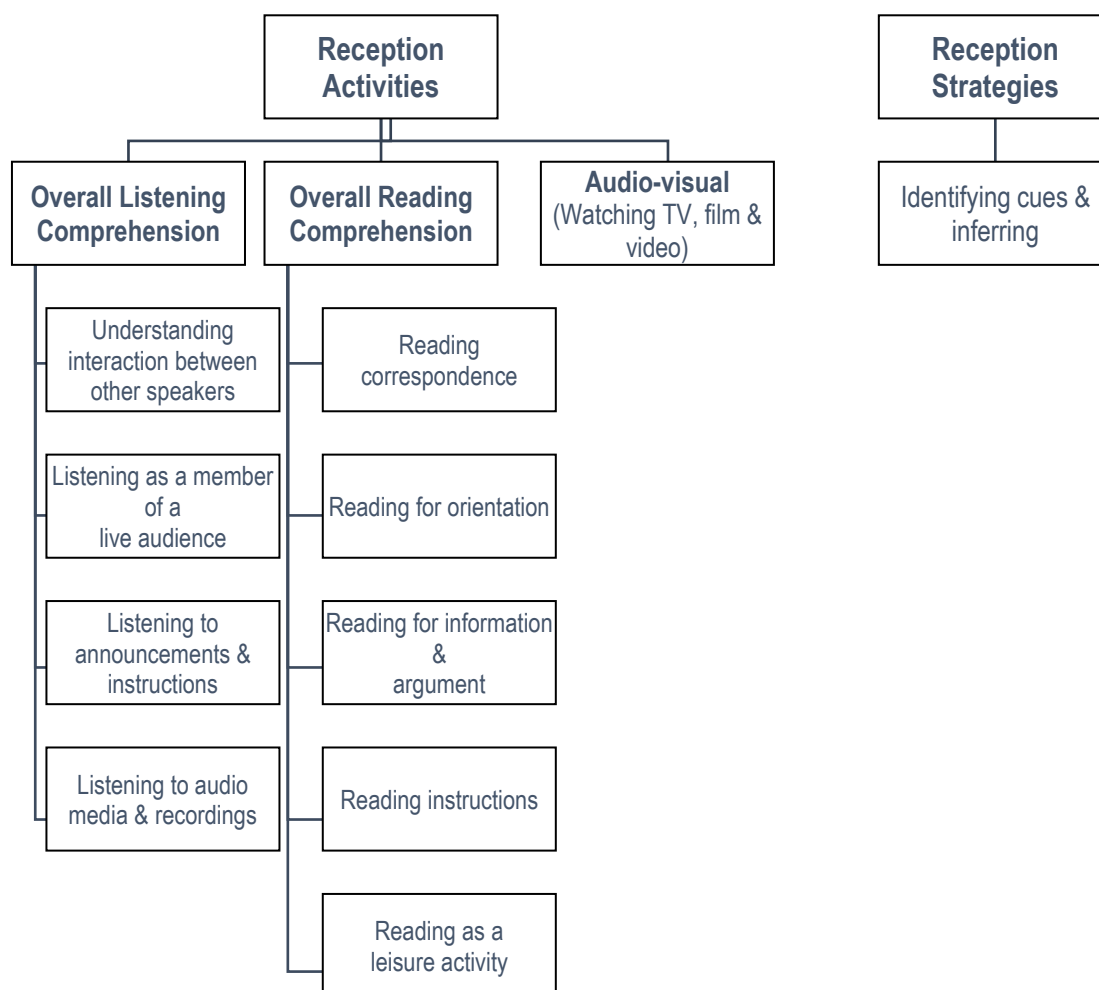 Reception
Activities
Reception
Strategies
Overall Listening
Comprehension
Overall Reading
Comprehension
Audio-visual
(Watching TV, film &
video)
Identifying cues &
inferring
Understanding
interaction between
other speakers
Reading
correspondence
Listening as a member
of a
live audience
Reading for orientation
Listening to
announcements &
instructions
Reading for information
&
argument
Listening to audio
media & recordings
Reading instructions
Reading as a
leisure activity